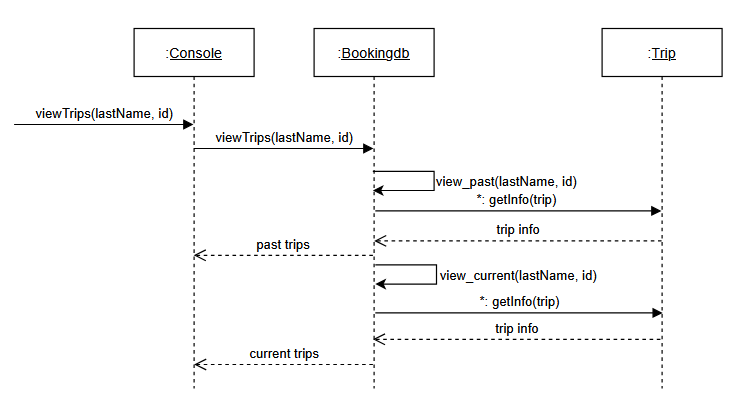 :Console
:Bookingdb
:Trip
viewTrips(lastName, id)
viewTrips(lastName, id)
view_past(lastName, id)
*: getInfo(trip)
trip info
past trips
view_current(lastName, id)
*: getInfo(trip)
trip info
current trips